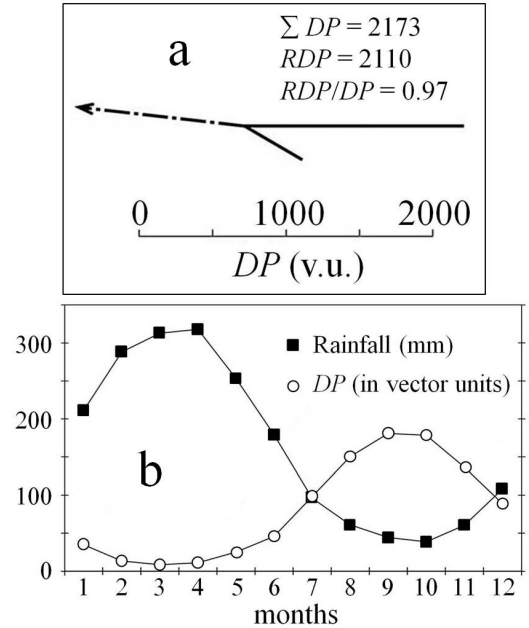 a
∑ DP = 2173
RDP = 2110
RDP/DP = 0.97
0 1000 2000
DP (v.u.)
300
200
100
0
Rainfall (mm)
DP (in vector units)
b
1 2 3 4 5 6 7 8 9 10 11 12
months